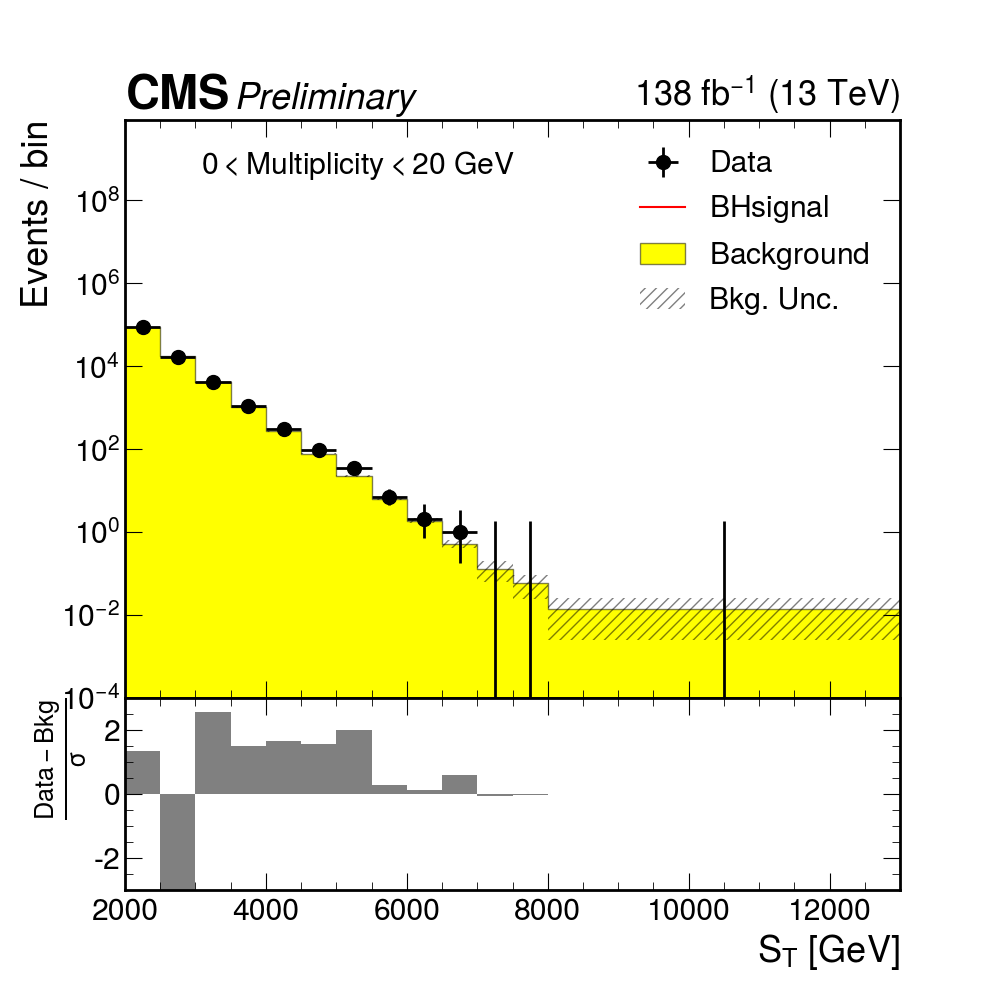 CMS Preliminary 138 fb⁻¹ (13 TeV)
Events / bin
0 < Multiplicity < 20 GeV
Data
BHsignal
Background
Bkg. Unc.
10⁸
10⁶
10⁴
10²
10⁰
10⁻²
10⁻⁴
Data – Bkg
σ
2
0
-2
2000 4000 6000 8000 10000 12000
S_T [GeV]